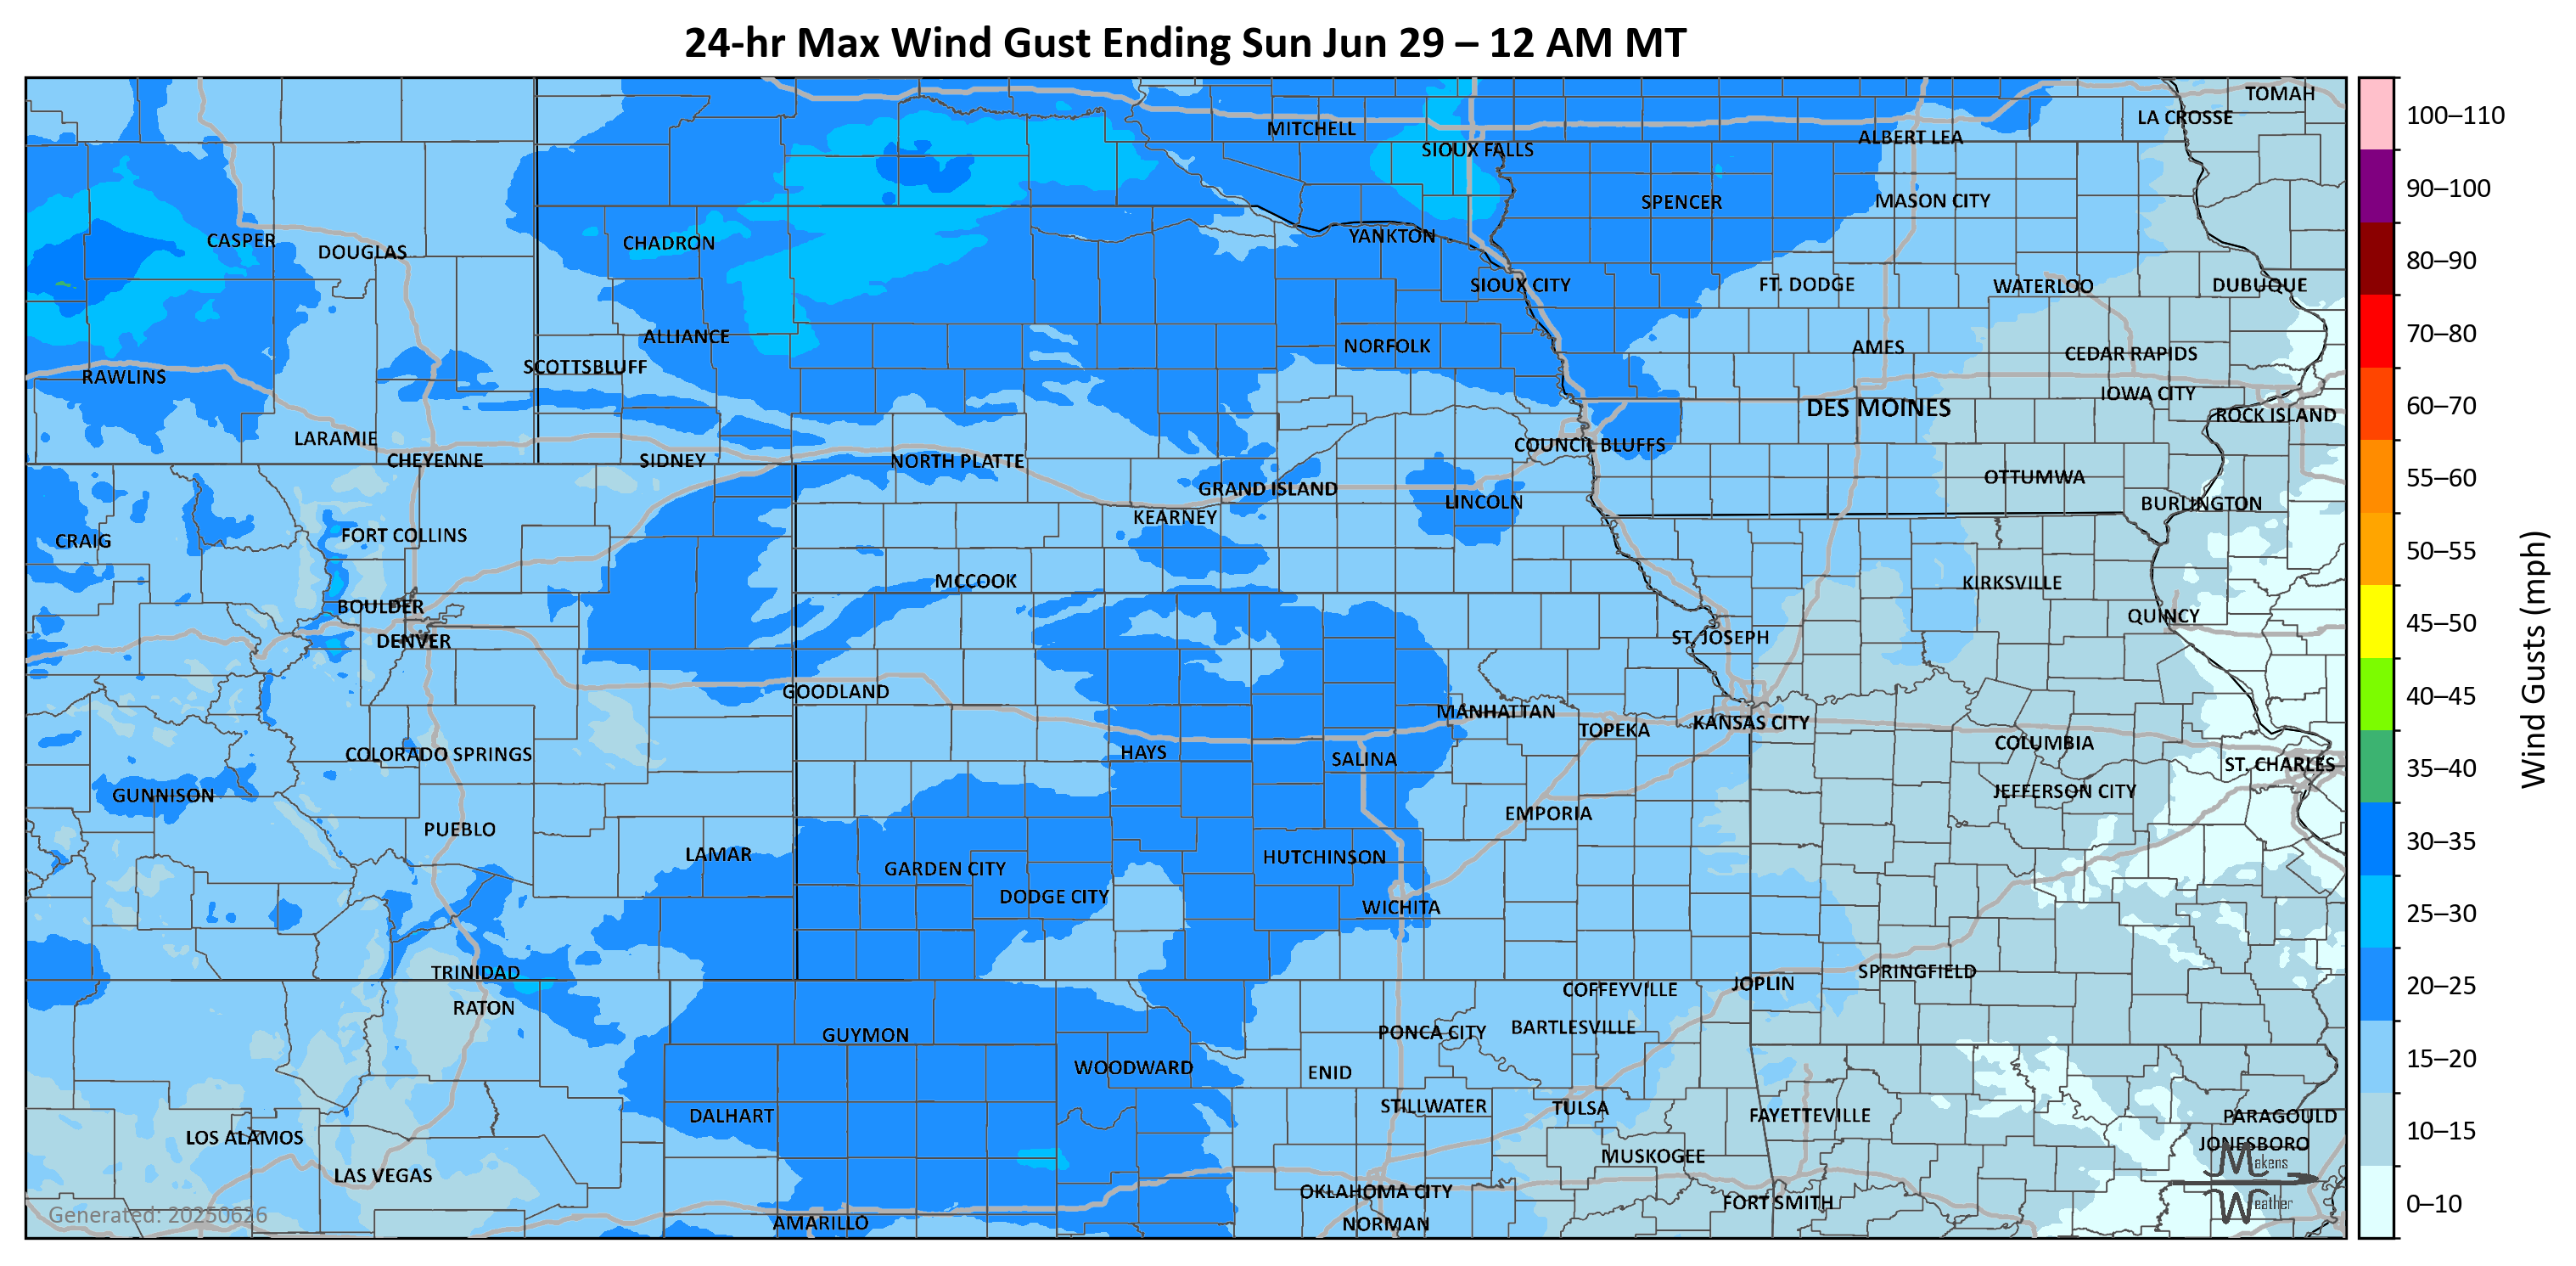 24-hr Max Wind Gust Ending Sun Jun 29 – 12 AM MT
TOMAH
LA CROSSE
MITCHELL
ALBERT LEA
SIOUX FALLS
SPENCER
MASON CITY
CASPER
DOUGLAS
CHADRON
YANKTON
SIOUX CITY
FT. DODGE
WATERLOO
DUBUQUE
ALLIANCE
NORFOLK
AMES
CEDAR RAPIDS
RAWLINS
SCOTTSBLUFF
IOWA CITY
DES MOINES
ROCK ISLAND
LARAMIE
COUNCIL BLUFFS
CHEYENNE
SIDNEY
NORTH PLATTE
OTTUMWA
GRAND ISLAND
LINCOLN
BURLINGTON
KEARNEY
CRAIG
FORT COLLINS
MCCOOK
KIRKSVILLE
BOULDER
QUINCY
DENVER
ST. JOSEPH
GOODLAND
MANHATTAN
TOPEKA
KANSAS CITY
COLORADO SPRINGS
HAYS
SALINA
COLUMBIA
ST. CHARLES
GUNNISON
JEFFERSON CITY
EMPORIA
PUEBLO
LAMAR
HUTCHINSON
GARDEN CITY
DODGE CITY
WICHITA
TRINIDAD
SPRINGFIELD
JOPLIN
COFFEYVILLE
RATON
GUYMON
PONCA CITY
BARTLESVILLE
WOODWARD
ENID
DALHART
STILLWATER
TULSA
FAYETTEVILLE
PARAGOULD
LOS ALAMOS
JONESBORO
LAS VEGAS
MUSKOGEE
OKLAHOMA CITY
FORT SMITH
AMARILLO
NORMAN
Generated: 20250626
Makens
Weather
100–110
90–100
80–90
70–80
60–70
55–60
50–55
45–50
40–45
35–40
30–35
25–30
20–25
15–20
10–15
0–10
Wind Gusts (mph)